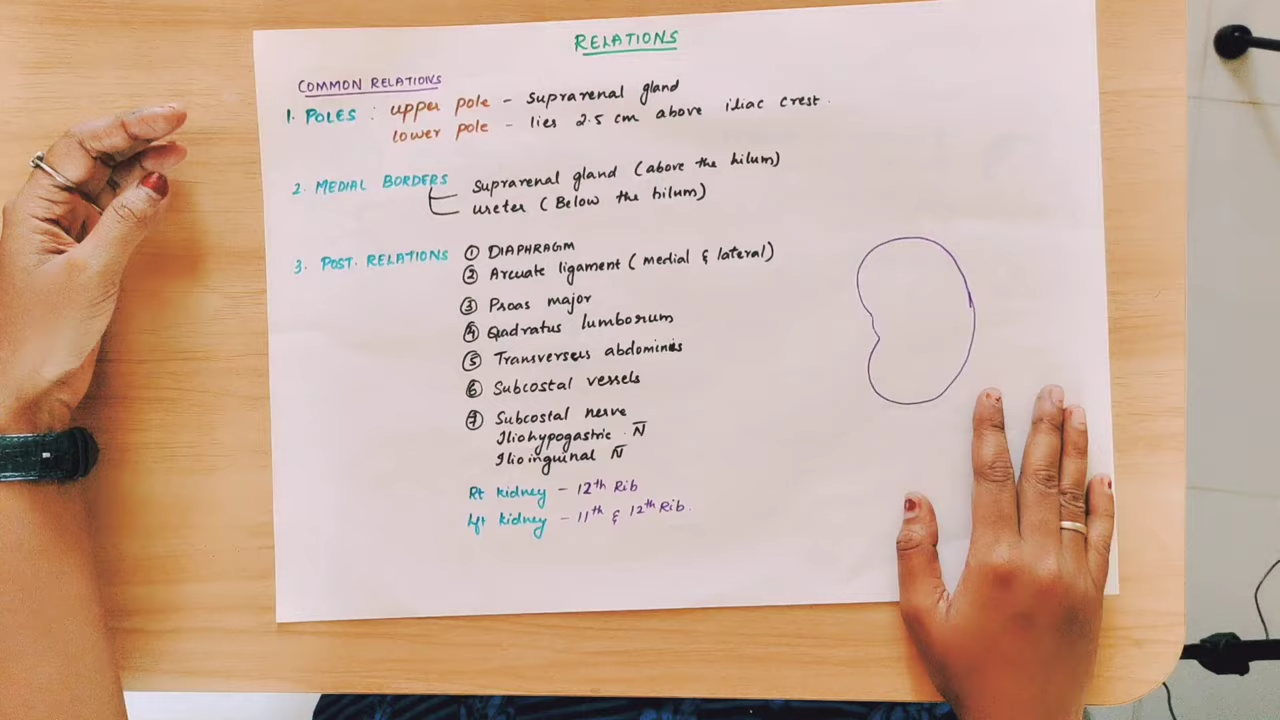 RELATIONS
COMMON RELATIONS
1. POLES : upper pole - suprarenal gland
lower pole - lies 2.5 cm above iliac crest.
2. MEDIAL BORDERS suprarenal gland (above the hilum)
ureter (Below the hilum)
3. POST. RELATIONS ① DIAPHRAGM
② Arcuate ligament (medial & lateral)
③ Psoas major
④ Qadratus lumborum
⑤ Transversus abdominis
⑥ Subcostal vessels
⑦ Subcostal nerve
Iliohypogastric. N̅
Ilioinguinal N̅
Rt kidney - 12th Rib
Lft kidney - 11th & 12th Rib.